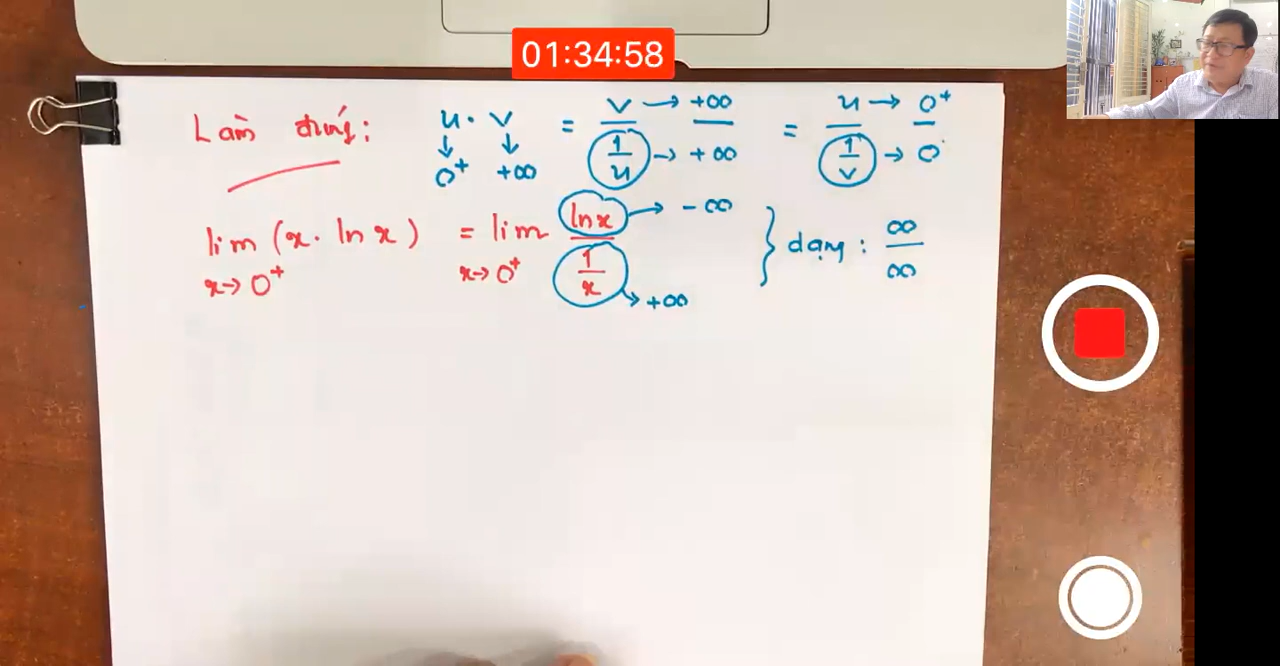 01:34:58
Làm đúng: u . v = v/(1/u) → +∞/→ +∞ = u/(1/v) → 0⁺/→ 0
↓ ↓
0⁺ +∞
lim (x . ln x) = lim ln x/(1/x) → -∞ → +∞ } dạng : ∞/∞
x→0⁺ x→0⁺